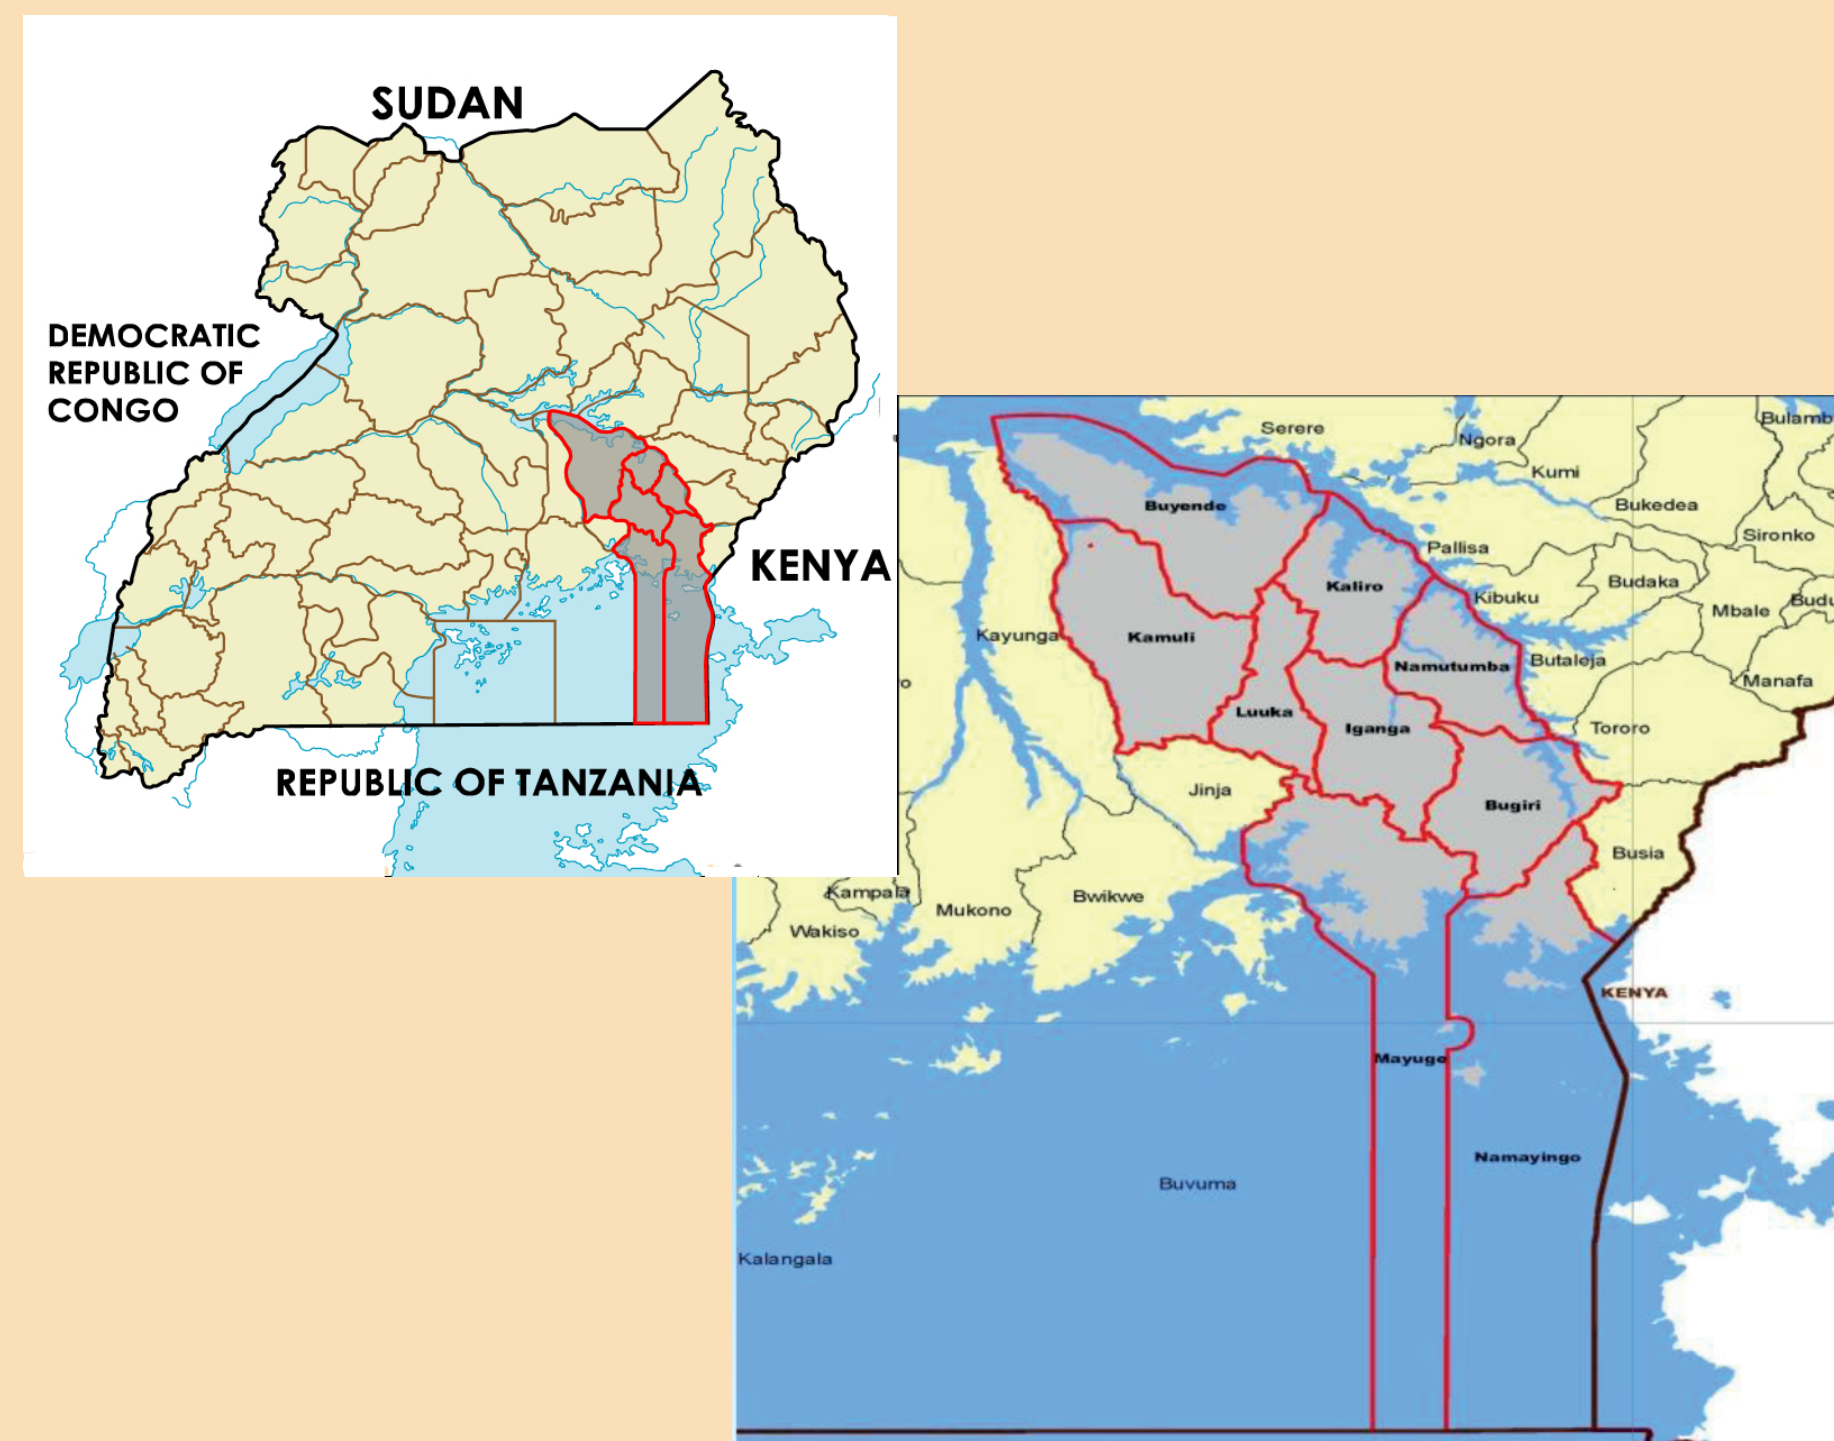 SUDAN
DEMOCRATIC
REPUBLIC OF
CONGO
KENYA
REPUBLIC OF TANZANIA
Serere
Ngora
Bulamb
Kumi
Buyende
Bukedea
Sironko
Pallisa
Kaliro
Budaka
Kibuku
Mbale
Budu
Kayunga
Kamuli
Namutumba
Butaleja
Manafa
o
Luuka
Iganga
Tororo
Jinja
Bugiri
Busia
Kampala
Mukono
Bwikwe
Wakiso
KENYA
Mayuge
Namayingo
Buvuma
Kalangala